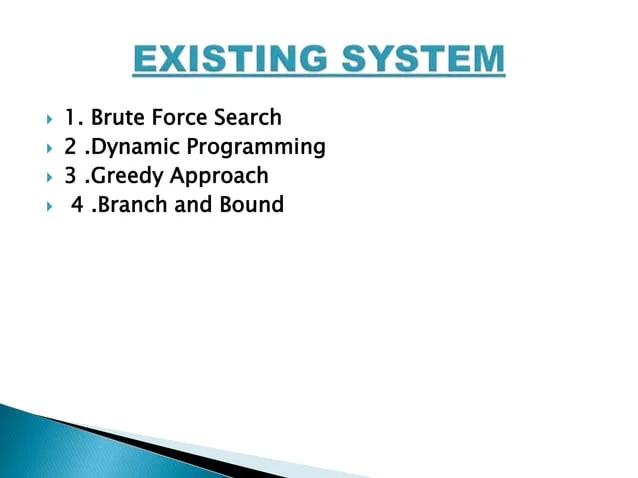 EXISTING SYSTEM
1. Brute Force Search
2 .Dynamic Programming
3 .Greedy Approach
4 .Branch and Bound